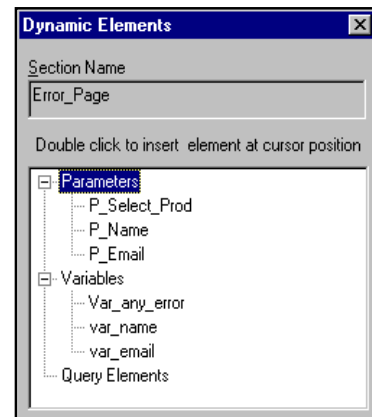 Dynamic Elements
Section Name
Error_Page
Double click to insert element at cursor position
Parameters
P_Select_Prod
P_Name
P_Email
Variables
Var_any_error
var_name
var_email
Query Elements